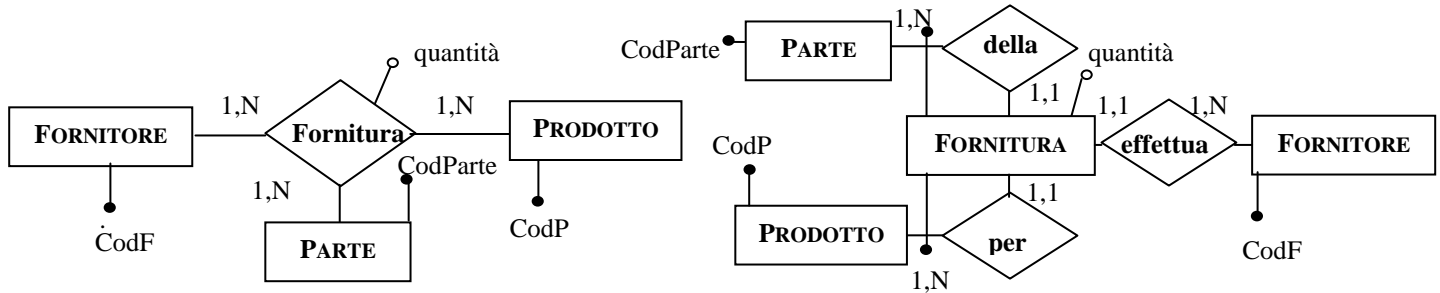 quantità
1,N
1,N
FORNITORE
Fornitura
PRODOTTO
CodParte
1,N
CodP
.
CodF
PARTE
1,N
CodParte
PARTE
della
quantità
1,1
1,1
1,N
CodP
FORNITURA
effettua
FORNITORE
1,1
PRODOTTO
per
CodF
1,N